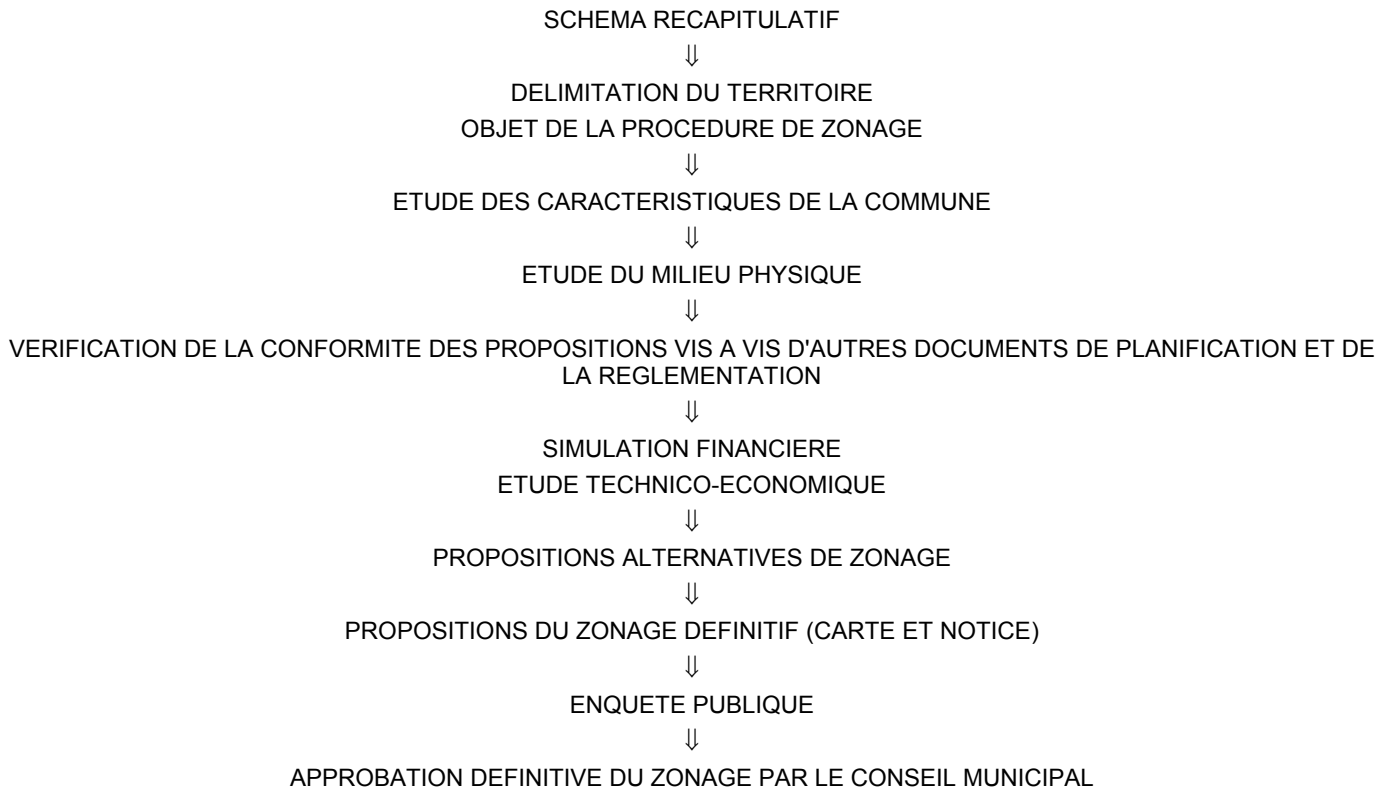 SCHEMA RECAPITULATIF
⇓
DELIMITATION DU TERRITOIRE
OBJET DE LA PROCEDURE DE ZONAGE
⇓
ETUDE DES CARACTERISTIQUES DE LA COMMUNE
⇓
ETUDE DU MILIEU PHYSIQUE
⇓
VERIFICATION DE LA CONFORMITE DES PROPOSITIONS VIS A VIS D'AUTRES DOCUMENTS DE PLANIFICATION ET DE
LA REGLEMENTATION
⇓
SIMULATION FINANCIERE
ETUDE TECHNICO-ECONOMIQUE
⇓
PROPOSITIONS ALTERNATIVES DE ZONAGE
⇓
PROPOSITIONS DU ZONAGE DEFINITIF (CARTE ET NOTICE)
⇓
ENQUETE PUBLIQUE
⇓
APPROBATION DEFINITIVE DU ZONAGE PAR LE CONSEIL MUNICIPAL